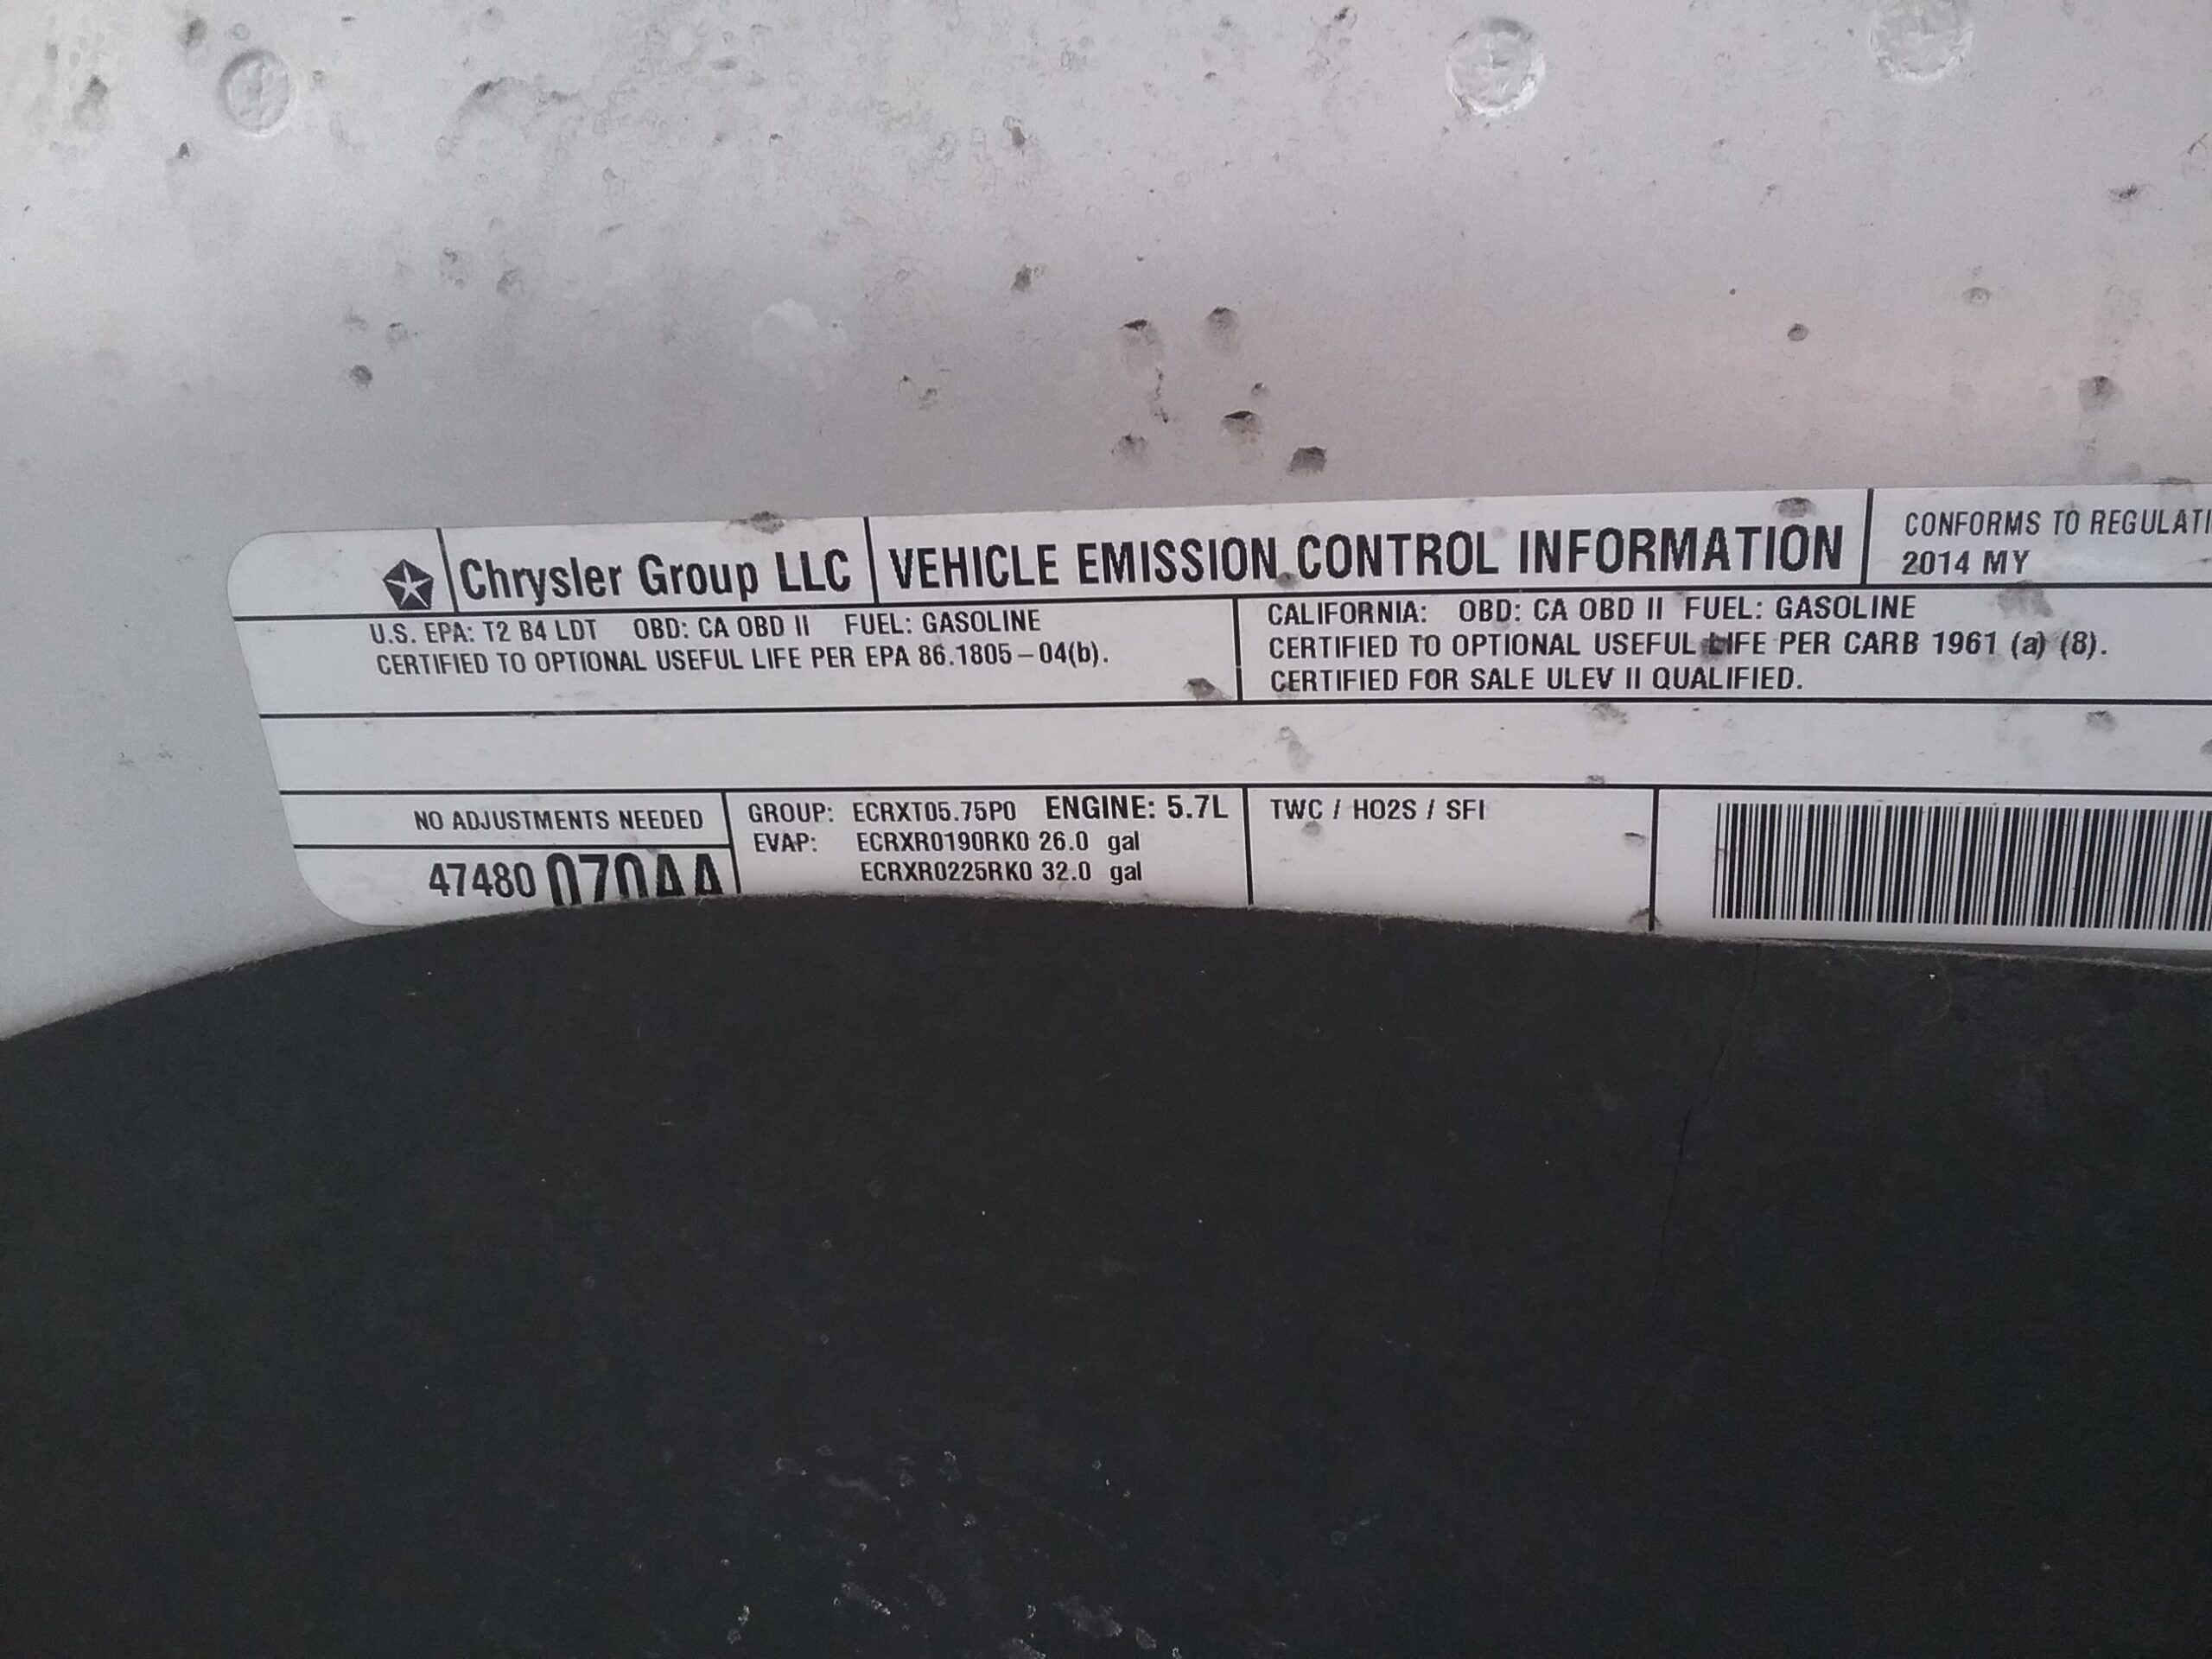 Chrysler Group LLC
VEHICLE EMISSION CONTROL INFORMATION
CONFORMS TO
2014 MY
U.S. EPA: T2 B4 LDT OBD: CA OBD II FUEL: GASOLINE
CERTIFIED TO OPTIONAL USEFUL LIFE PER EPA 86.1805-04(b).
CALIFORNIA: OBD: CA OBD II FUEL: GASOLINE
CERTIFIED TO OPTIONAL USEFUL LIFE PER CARB 1961 (a) (8).
CERTIFIED FOR SALE ULEV II QUALIFIED.
NO ADJUSTMENTS NEEDED
47480 070AA
GROUP: ECRXT05.75P0 ENGINE: 5.7L
EVAP: ECRXR0190RK0 26.0 gal
ECRXR0225RK0 32.0 gal
TWC / HO2S / SFI